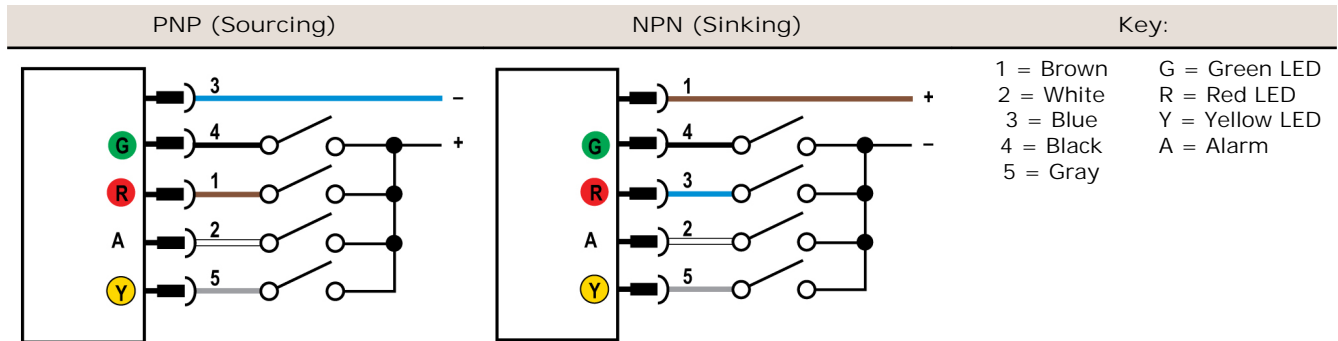 PNP (Sourcing)
NPN (Sinking)
Key:
3
–
G
4
+
R
1
A
2
Y
5
1
+
G
4
–
R
3
A
2
Y
5
1 = Brown
2 = White
3 = Blue
4 = Black
5 = Gray
G = Green LED
R = Red LED
Y = Yellow LED
A = Alarm